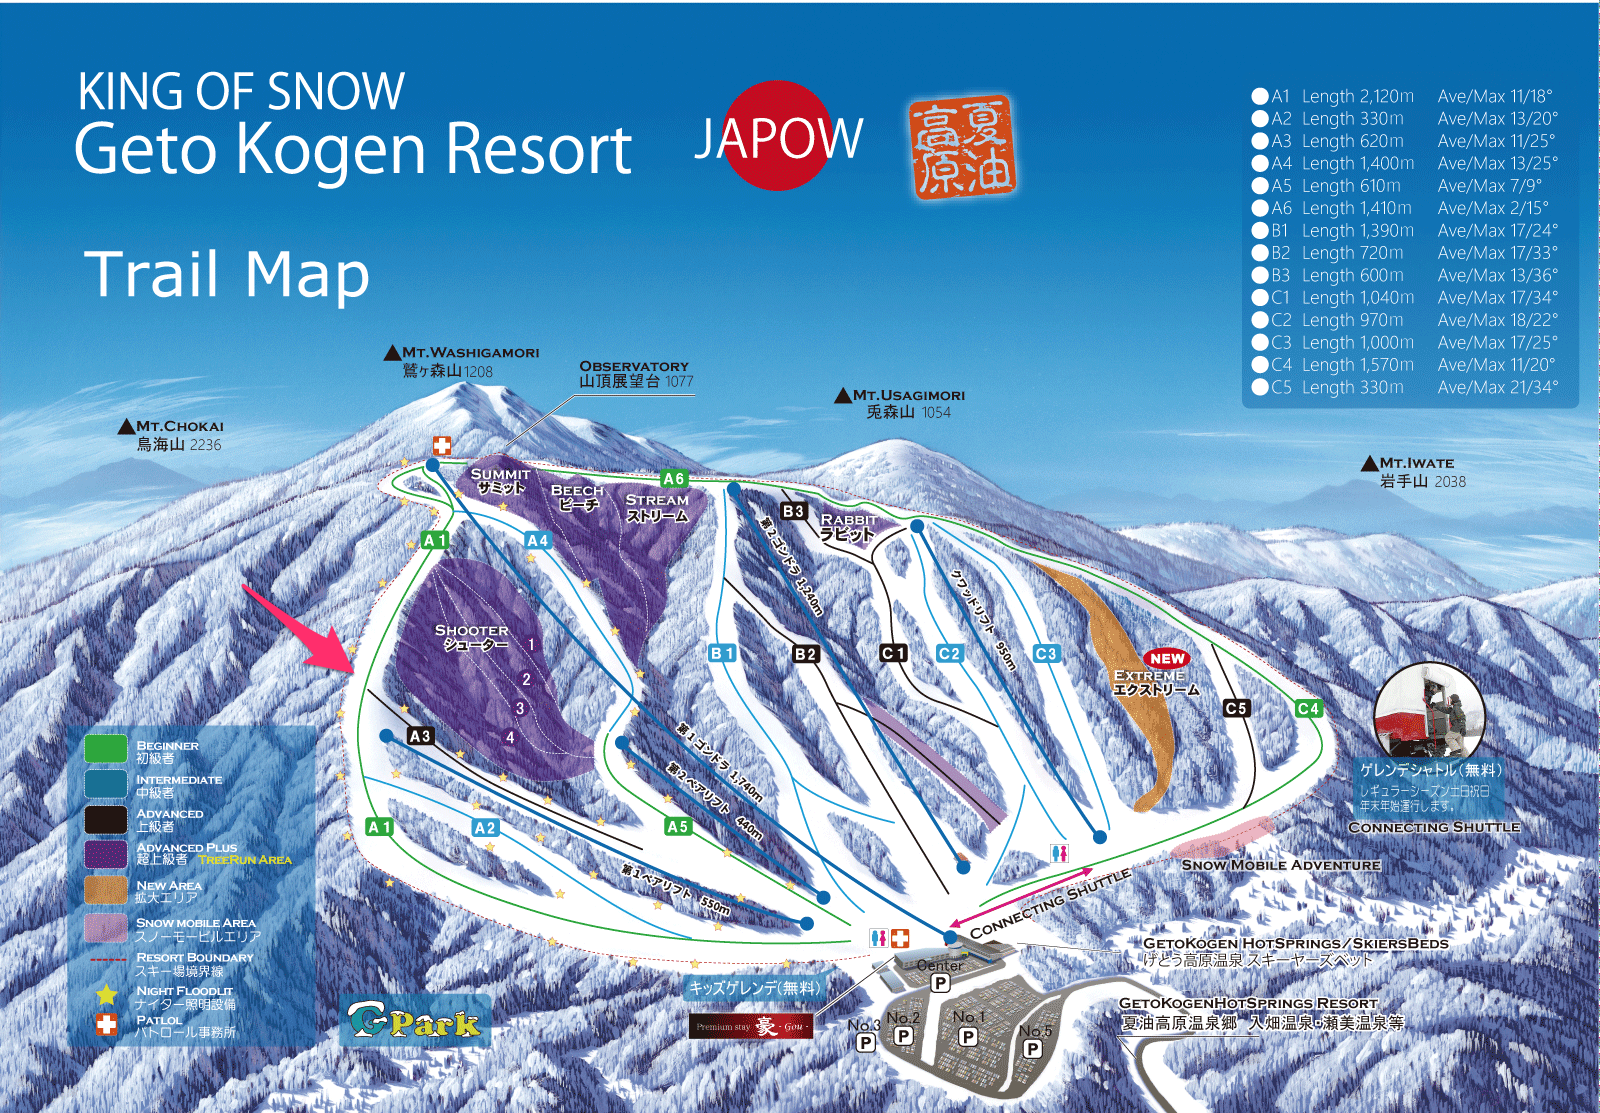 KING OF SNOW
Geto Kogen Resort
JAPOW
夏油
高原
Trail Map
A1 Length 2,120m Ave/Max 11/18°
A2 Length 330m Ave/Max 13/20°
A3 Length 620m Ave/Max 11/25°
A4 Length 1,400m Ave/Max 13/25°
A5 Length 610m Ave/Max 7/9°
A6 Length 1,410m Ave/Max 2/15°
B1 Length 1,390m Ave/Max 17/24°
B2 Length 720m Ave/Max 17/33°
B3 Length 600m Ave/Max 13/36°
C1 Length 1,040m Ave/Max 17/34°
C2 Length 970m Ave/Max 18/22°
C3 Length 1,000m Ave/Max 17/25°
C4 Length 1,570m Ave/Max 11/20°
C5 Length 330m Ave/Max 21/34°
MT.WASHIGAMORI
鷲ヶ森山 1208
OBSERVATORY
山頂展望台 1077
MT.USAGIMORI
兎森山 1054
MT.CHOKAI
鳥海山 2236
MT.IWATE
岩手山 2038
SUMMIT
サミット
BEECH
ビーチ
STREAM
ストリーム
A6
B3
RABBIT
ラビット
A1
A4
第2ゴンドラ 1,240m
クワッドリフト 950m
SHOOTER
シューター
1
2
3
4
B1
B2
C1
C2
C3
NEW
EXTREME
エクストリーム
C5
C4
A3
第1ゴンドラ 1,740m
第2ペアリフト 440m
A1
A2
A5
第1ペアリフト 550m
ゲレンデシャトル(無料)
レギュラーシーズン土日祝日
年末年始運行します。
CONNECTING SHUTTLE
SNOW MOBILE ADVENTURE
CONNECTING SHUTTLE
BEGINNER
初級者
INTERMEDIATE
中級者
ADVANCED
上級者
ADVANCED PLUS
超上級者 TREERUN AREA
NEW AREA
拡大エリア
SNOW MOBILE AREA
スノーモービルエリア
RESORT BOUNDARY
スキー場境界線
NIGHT FLOODLIT
ナイター照明設備
PATLOL
パトロール事務所
G Park
キッズゲレンデ(無料)
Premium stay 豪 - Gou -
Center
P
No.3
P
No.2
P
No.1
P
No.5
P
GETOKOGEN HOTSPRINGS/SKIERSBEDS
げとう高原温泉 スキーヤーズベット
GETOKOGENHOTSPRINGS RESORT
夏油高原温泉郷 入畑温泉・瀬美温泉等